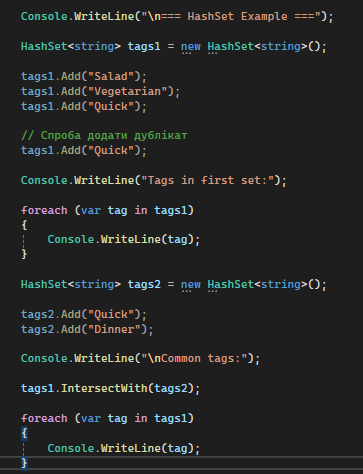 Console.WriteLine("\n=== HashSet Example ===");
HashSet<string> tags1 = new HashSet<string>();
tags1.Add("Salad");
tags1.Add("Vegetarian");
tags1.Add("Quick");
// Спроба додати дублікат
tags1.Add("Quick");
Console.WriteLine("Tags in first set:");
foreach (var tag in tags1)
{
    Console.WriteLine(tag);
}
HashSet<string> tags2 = new HashSet<string>();
tags2.Add("Quick");
tags2.Add("Dinner");
Console.WriteLine("\nCommon tags:");
tags1.IntersectWith(tags2);
foreach (var tag in tags1)
{
    Console.WriteLine(tag);
}